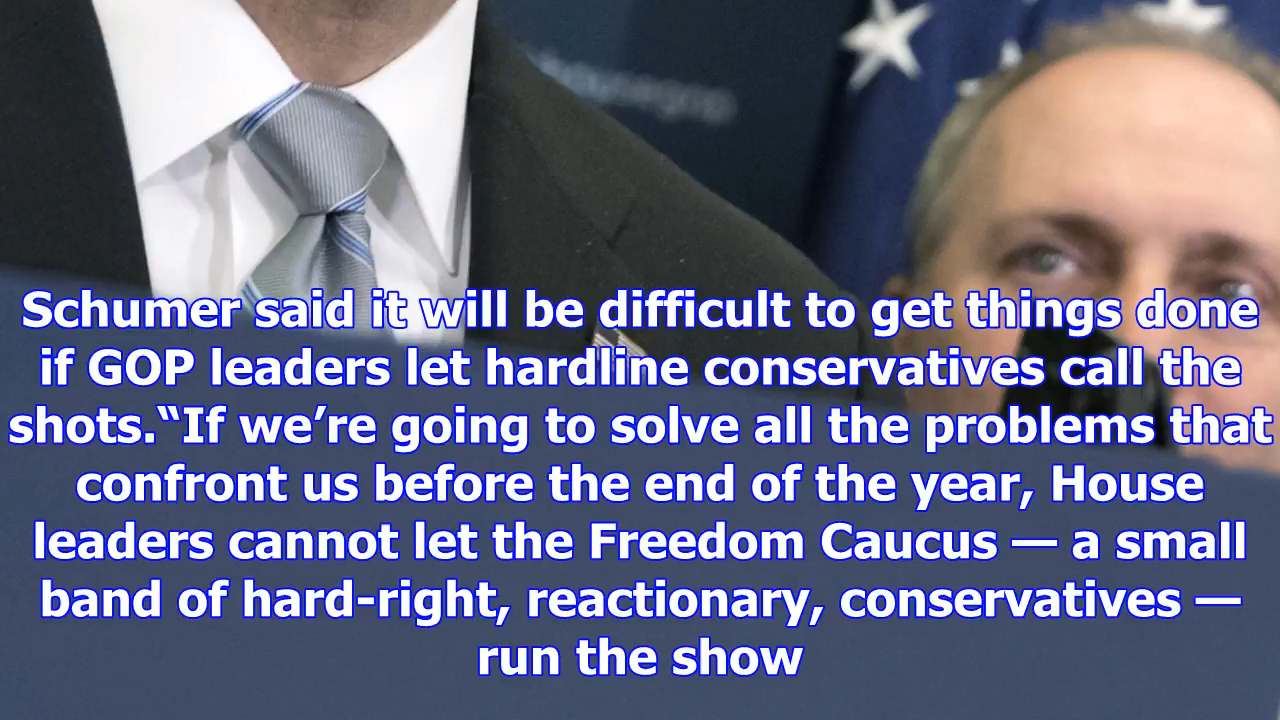 Schumer said it will be difficult to get things done
if GOP leaders let hardline conservatives call the
shots.“If we’re going to solve all the problems that
confront us before the end of the year, House
leaders cannot let the Freedom Caucus — a small
band of hard-right, reactionary, conservatives —
run the show